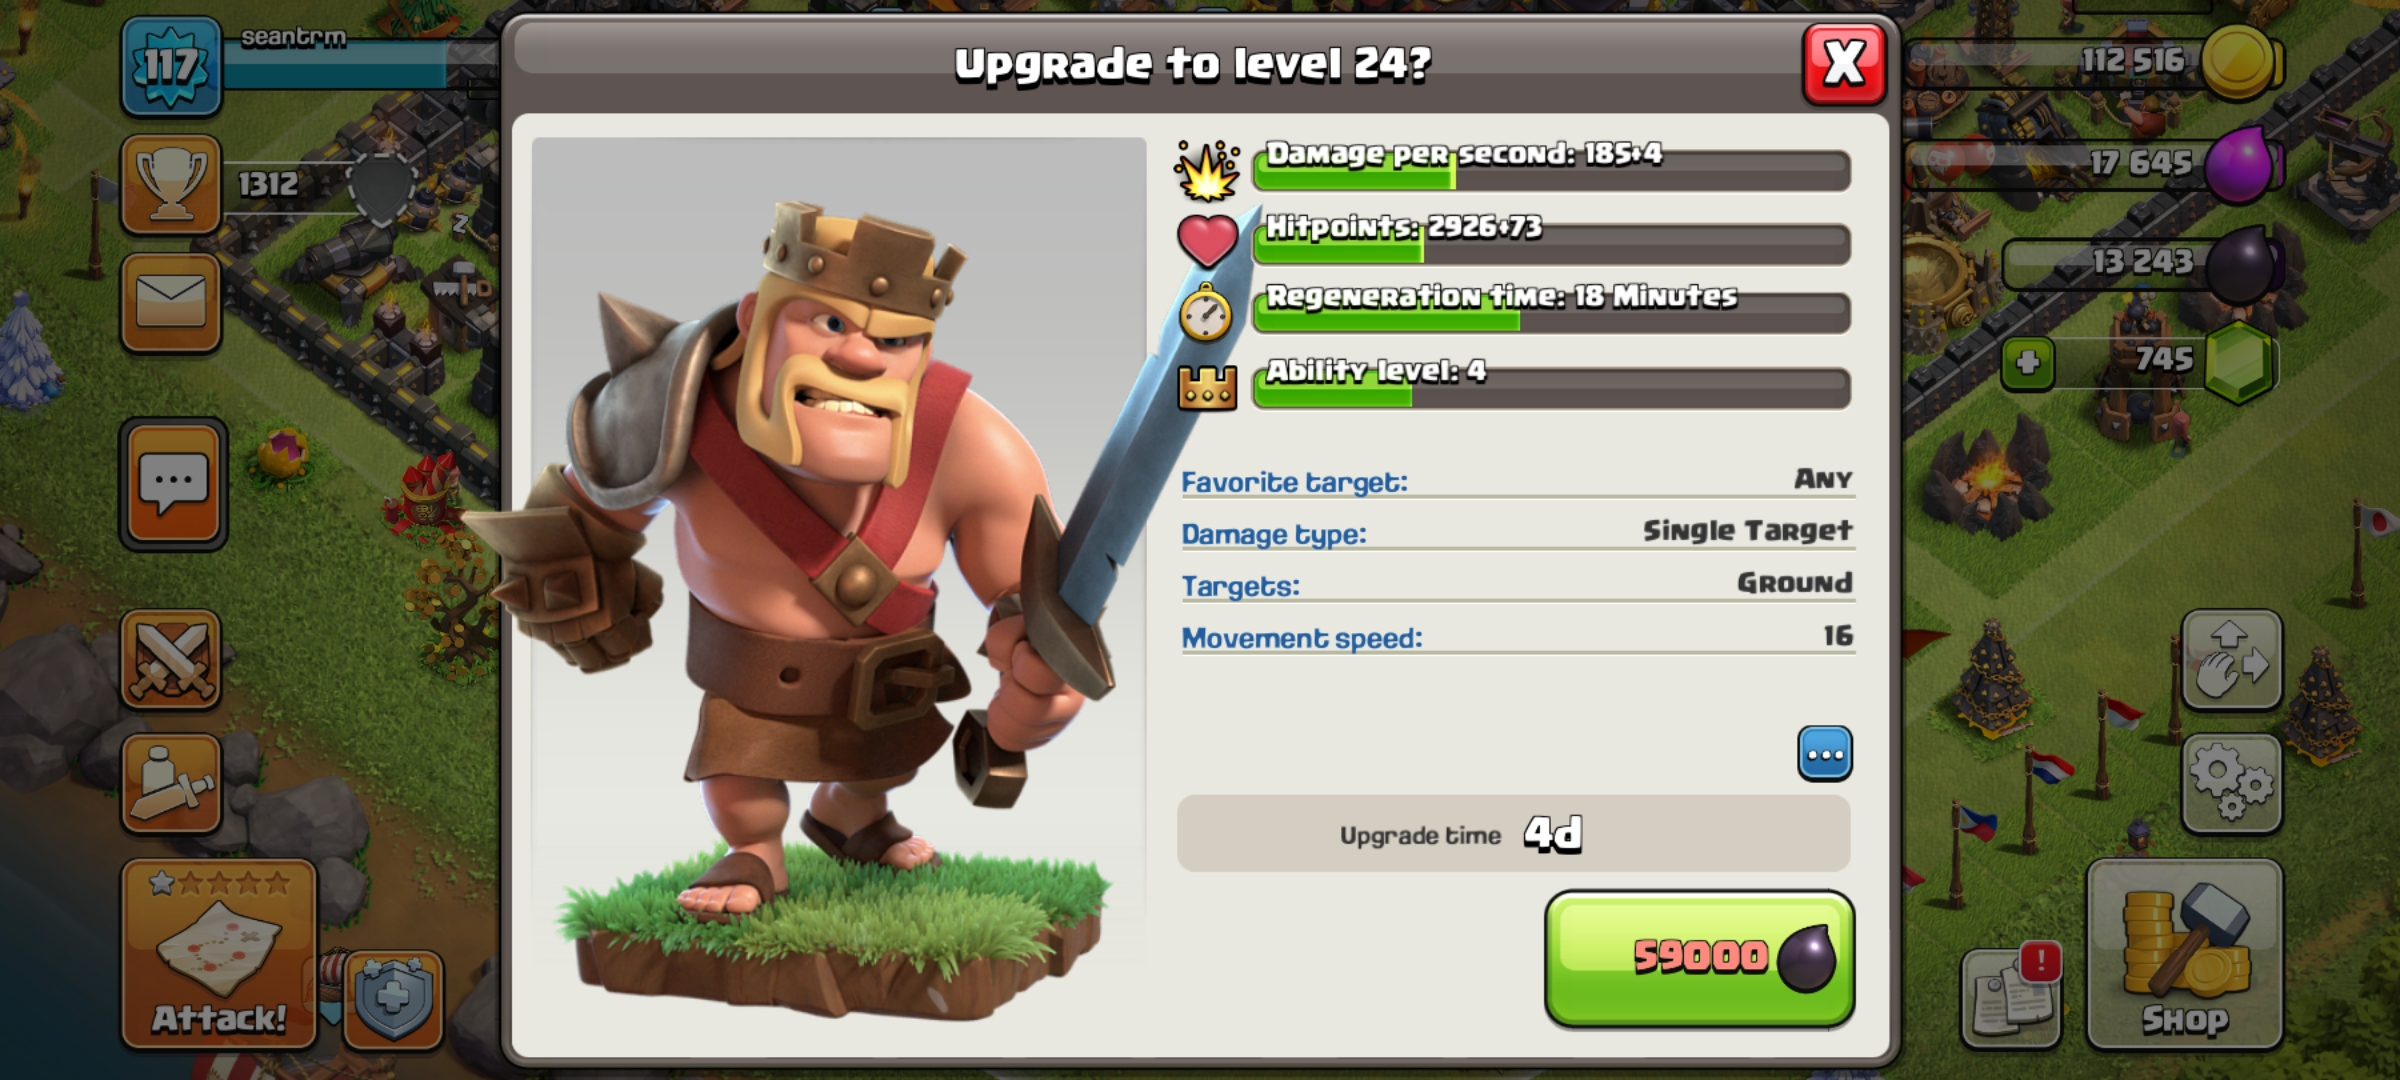 117
seantrm
1312
z
Attack!
Upgrade to level 24?
X
Damage per second: 185+4
Hitpoints: 2926+73
Regeneration time: 18 Minutes
Ability level: 4
Favorite target: Any
Damage type: Single Target
Targets: Ground
Movement speed: 16
Upgrade time 4d
59000
112 516
17 645
13 243
745
!
Shop